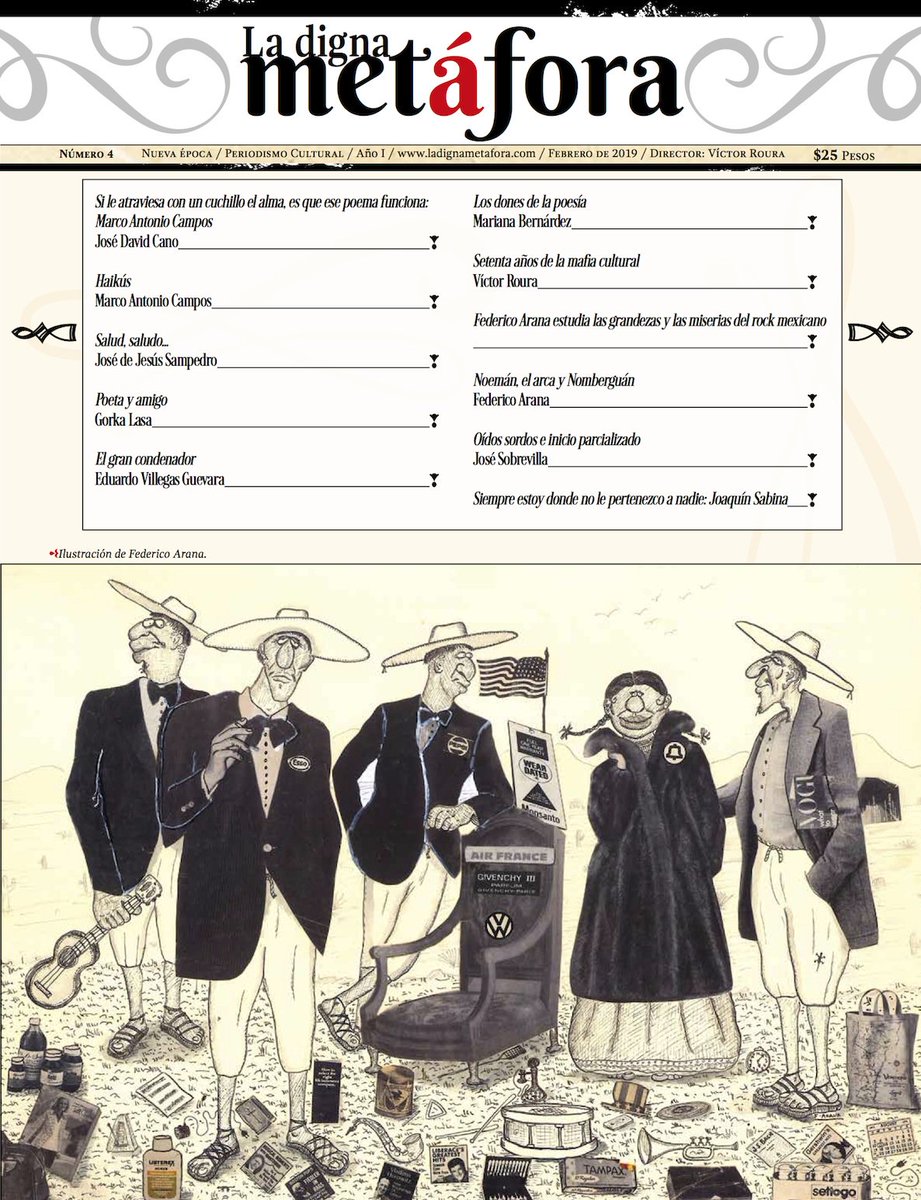 La digna
metáfora
Número 4
Nueva época / Periodismo Cultural / Año I / www.ladignametafora.com / Febrero de 2019 / Director: Víctor Roura
$25 Pesos
Si le atraviesa con un cuchillo el alma, es que ese poema funciona:
Marco Antonio Campos
José David Cano
Haikús
Marco Antonio Campos
Salud, saludo...
José de Jesús Sampedro
Poeta y amigo
Gorka Lasa
El gran condenador
Eduardo Villegas Guevara
Los dones de la poesía
Mariana Bernárdez
Setenta años de la mafia cultural
Víctor Roura
Federico Arana estudia las grandezas y las miserias del rock mexicano
Noemán, el arca y Nomberguán
Federico Arana
Oídos sordos e inicio parcializado
José Sobrevilla
Siempre estoy donde no le pertenezco a nadie: Joaquín Sabina
Ilustración de Federico Arana.
Esso
WEAR
DATED
Monsanto
AIR FRANCE
GIVENCHY III
PARFUM
GIVENCHY·PARIS
VW
VOGU
LISTEREX
LIBERACE'S
GREATEST
HITS
TAMPAX
ARANA